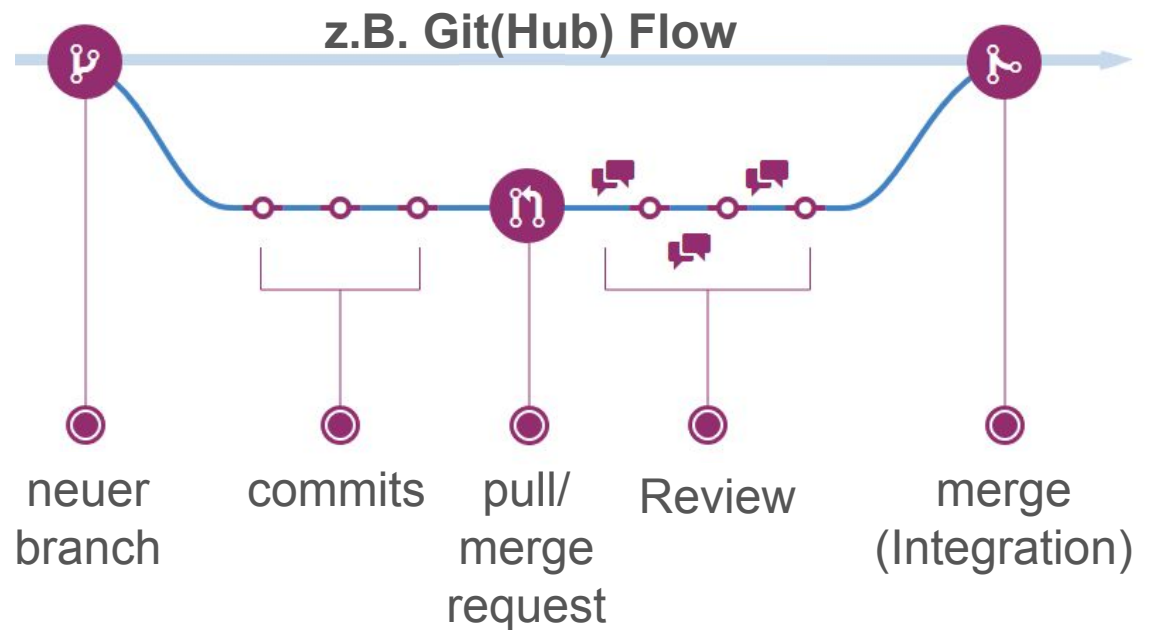 z.B. Git(Hub) Flow
neuer
branch
commits
pull/
merge
request
Review
merge
(Integration)